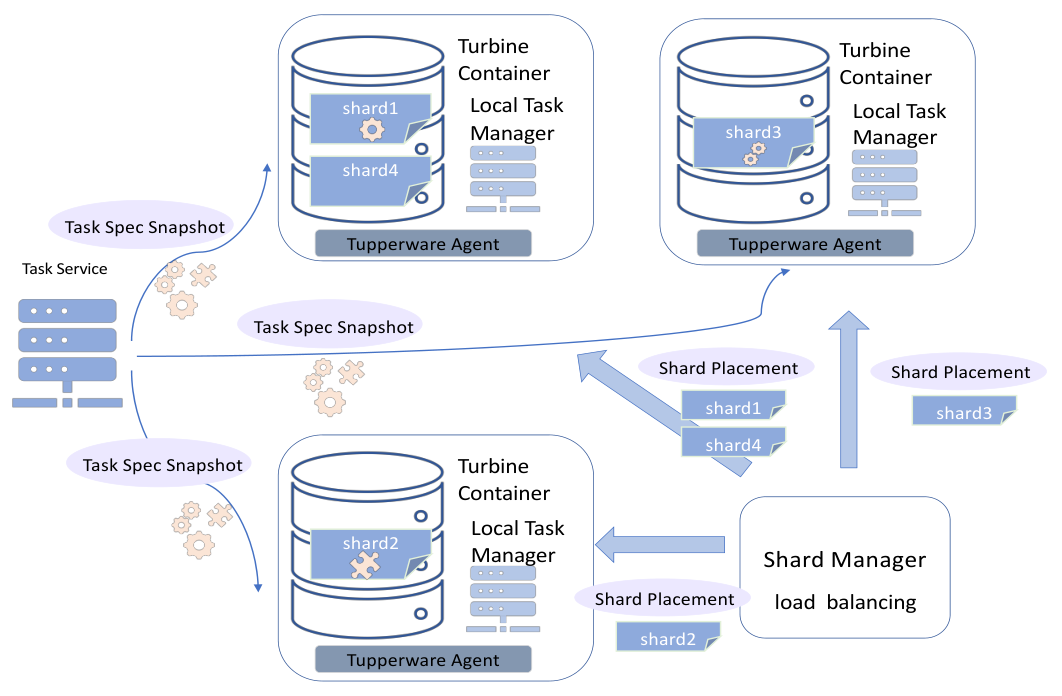 Turbine
Container
Local Task
Manager
shard1
shard4
Tupperware Agent
Turbine
Container
Local Task
Manager
shard3
Tupperware Agent
Task Spec Snapshot
Task Service
Task Spec Snapshot
Shard Placement
shard1
shard4
Shard Placement
shard3
Task Spec Snapshot
Turbine
Container
Local Task
Manager
shard2
Tupperware Agent
Shard Placement
shard2
Shard Manager
load balancing